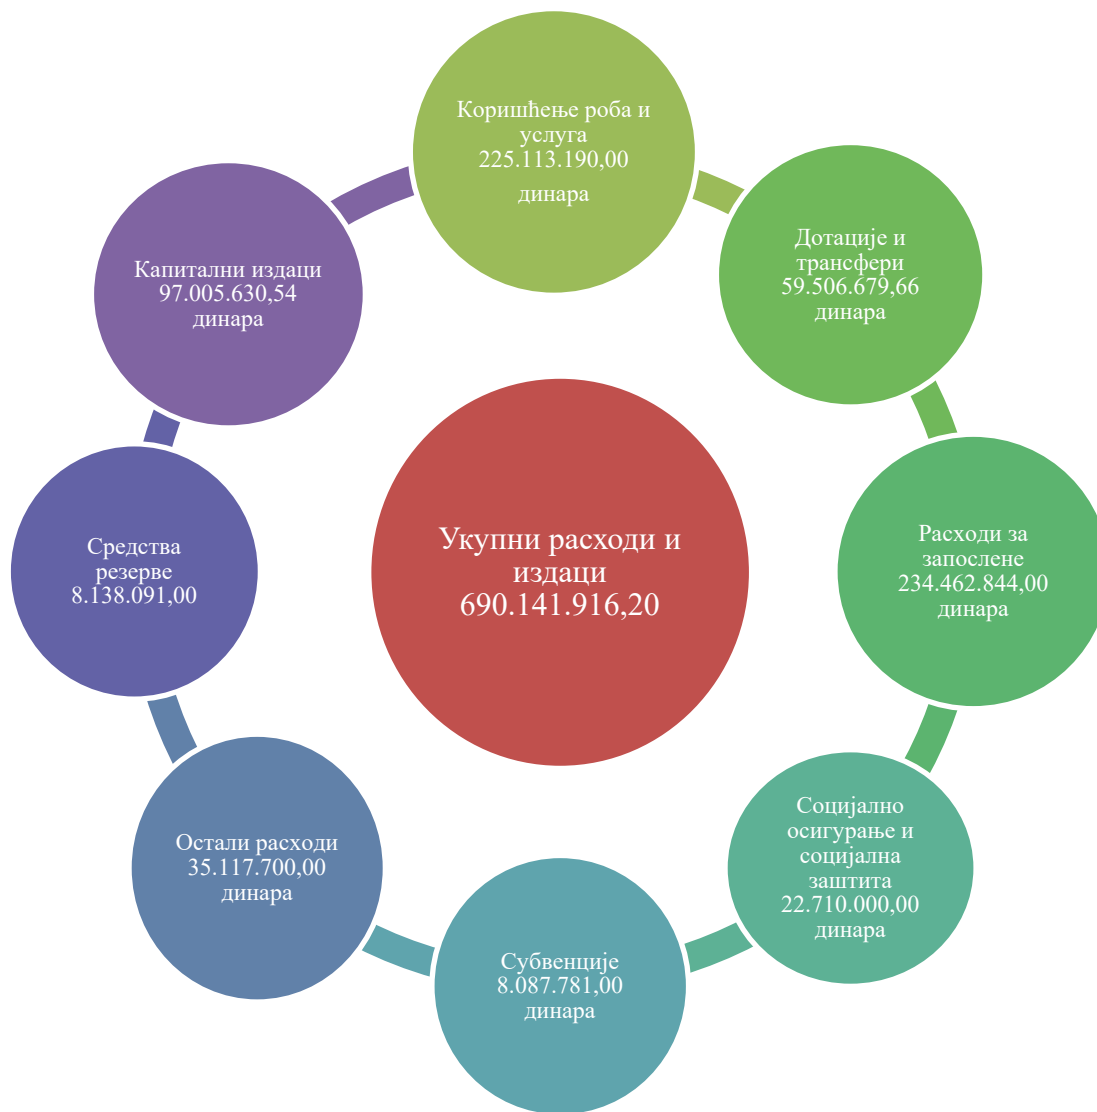 Коришћење роба и
услуга
225.113.190,00
динара
Дотације и
трансфери
59.506.679,66
динара
Капитални издаци
97.005.630,54
динара
Расходи за
запослене
234.462.844,00
динара
Укупни расходи и
издаци
690.141.916,20
Средства
резерве
8.138.091,00
Социјално
осигурање и
социјална
заштита
22.710.000,00
динара
Остали расходи
35.117.700,00
динара
Субвенције
8.087.781,00
динара